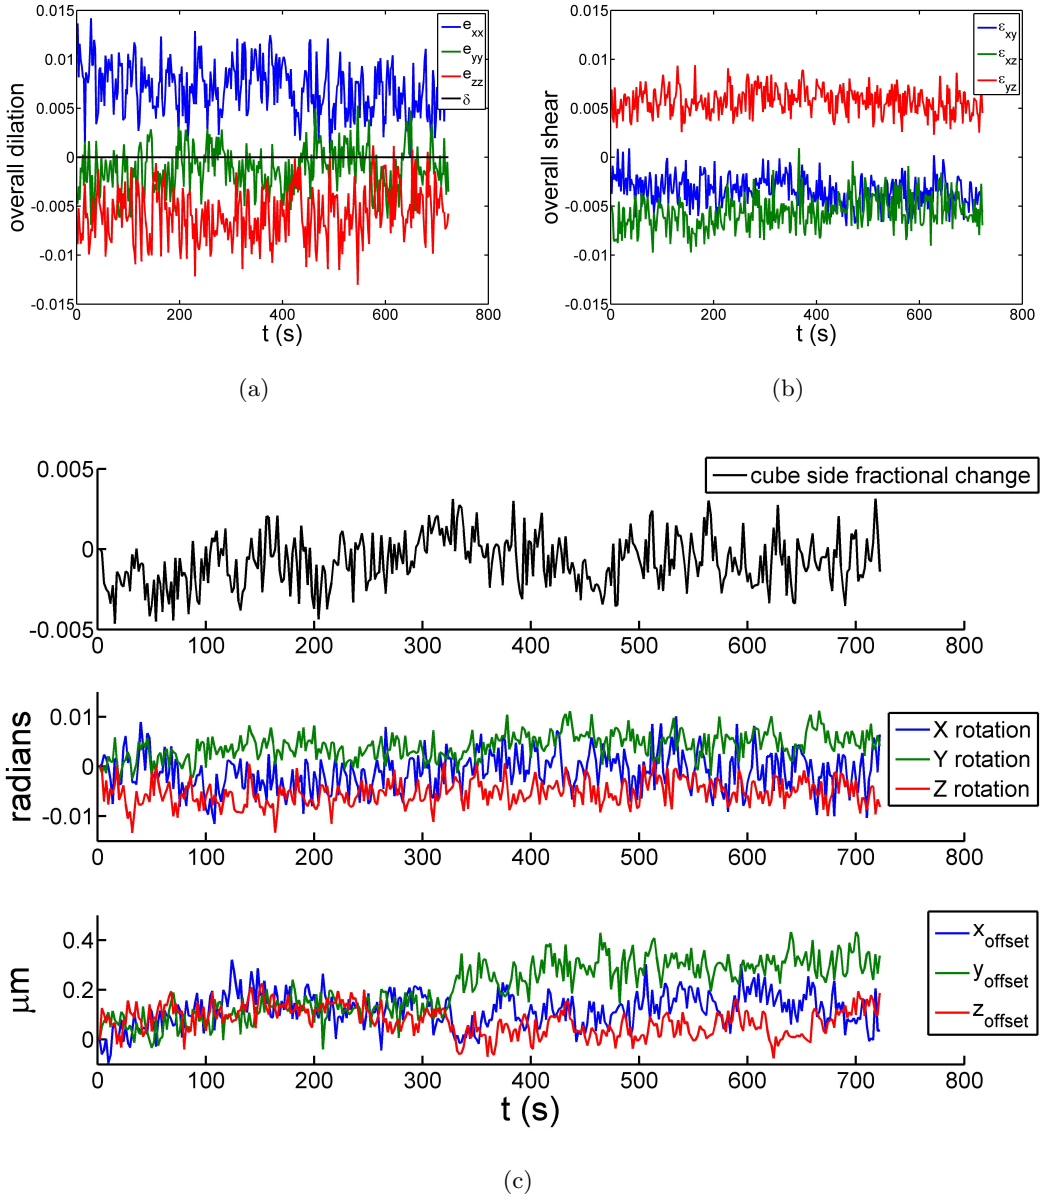 0.015
0.01
0.005
0
-0.005
-0.01
-0.015
0 200 400 600 800
overall dilation
t (s)
e_xx
e_yy
e_zz
δ
(a)
0.015
0.01
0.005
0
-0.005
-0.01
-0.015
0 200 400 600 800
overall shear
t (s)
ε_xy
ε_xz
ε_yz
(b)
0.005
0
-0.005
0 100 200 300 400 500 600 700 800
cube side fractional change
radians
0.01
0
-0.01
0 100 200 300 400 500 600 700 800
X rotation
Y rotation
Z rotation
μm
0.4
0.2
0
0 100 200 300 400 500 600 700 800
x_offset
y_offset
z_offset
t (s)
(c)